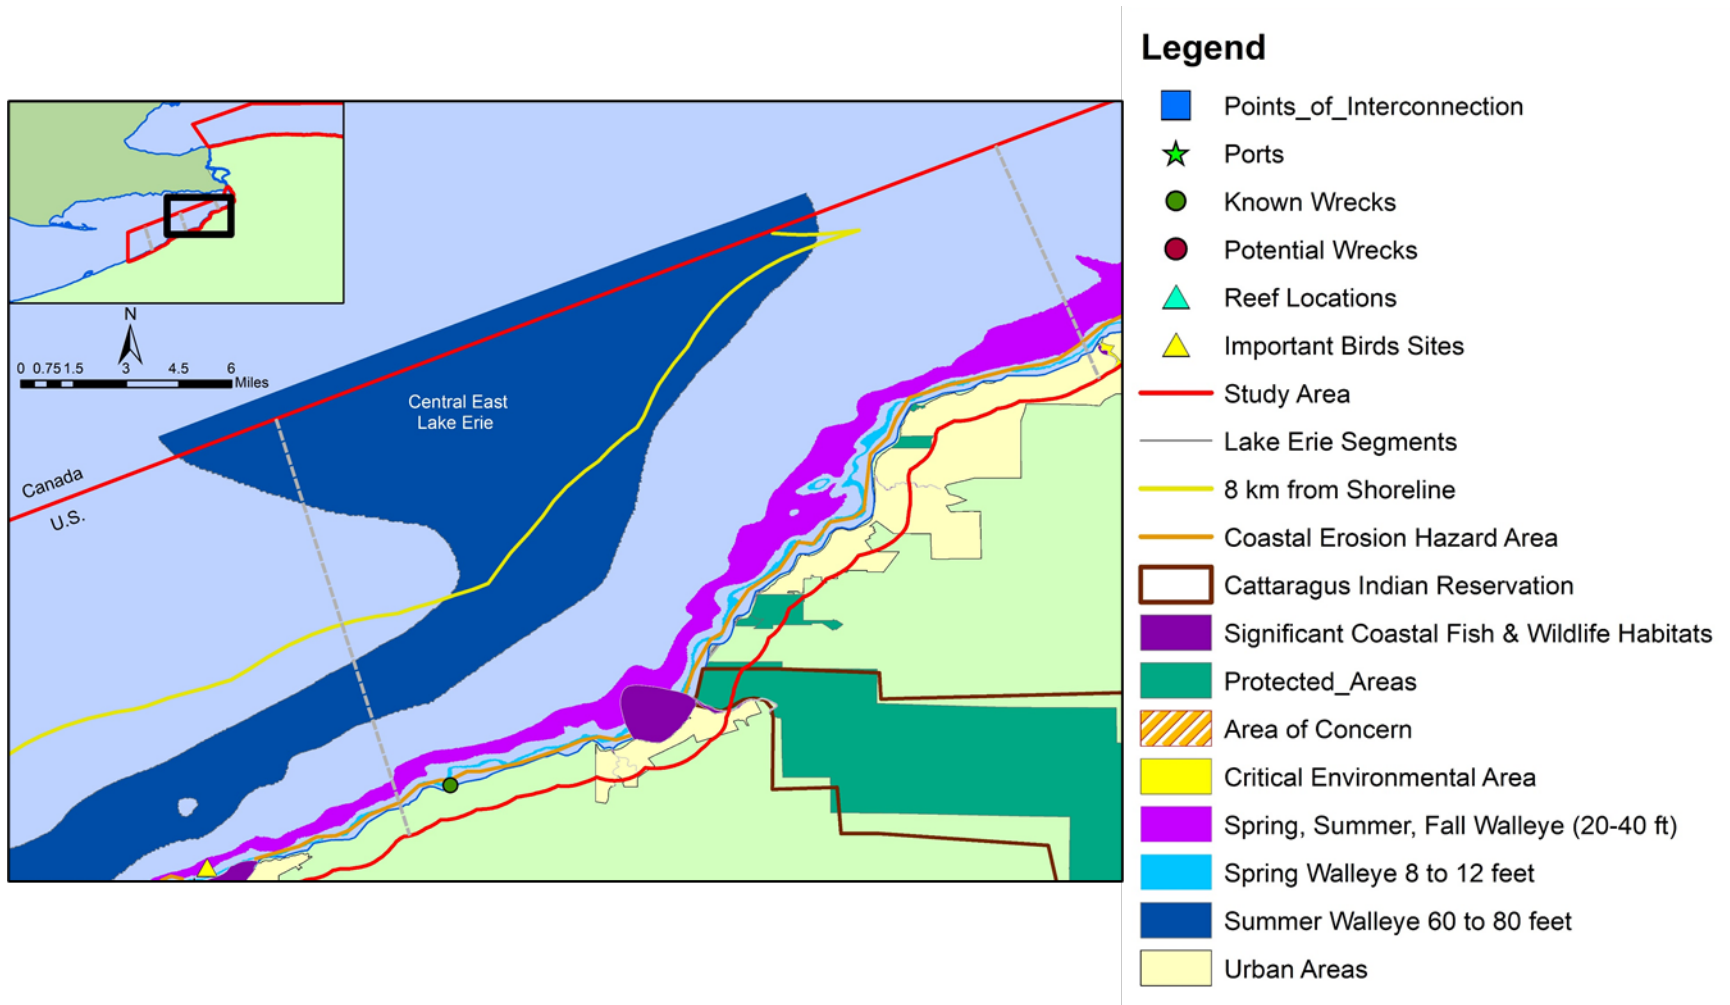 Legend
Points_of_Interconnection
Ports
Known Wrecks
Potential Wrecks
Reef Locations
Important Birds Sites
Study Area
Lake Erie Segments
8 km from Shoreline
Coastal Erosion Hazard Area
Cattaragus Indian Reservation
Significant Coastal Fish & Wildlife Habitats
Protected_Areas
Area of Concern
Critical Environmental Area
Spring, Summer, Fall Walleye (20-40 ft)
Spring Walleye 8 to 12 feet
Summer Walleye 60 to 80 feet
Urban Areas
N
0 0.75 1.5 3 4.5 6
Miles
Central East
Lake Erie
Canada
U.S.